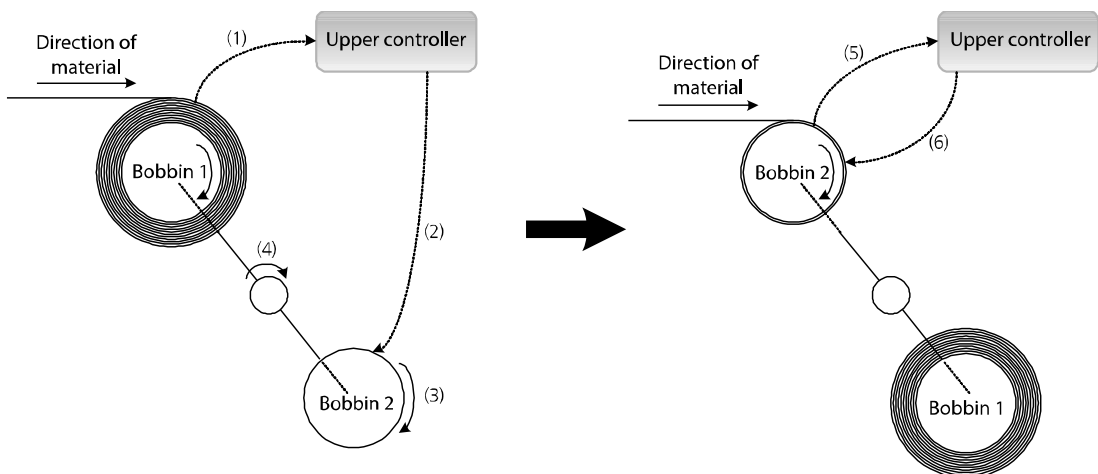 Direction of
material
(1)
Upper controller
Bobbin 1
(2)
(4)
Bobbin 2
(3)
Direction of
material
(5)
Upper controller
(6)
Bobbin 2
Bobbin 1